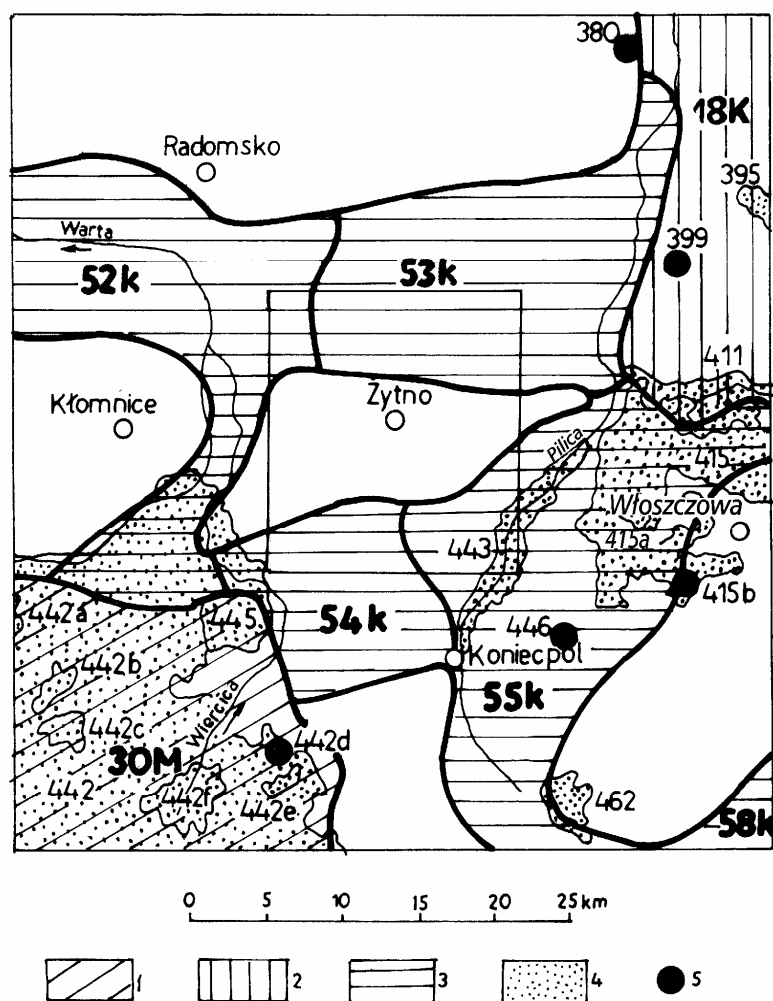 380
18K
Radomsko
395
Warta
399
52k
53k
411
Kłomnice
Żytno
Pilica
415
Włoszczowa
443
415a
415b
442a
445
54k
446
Koniecpol
442b
55k
Wiercica
442c
442d
30M
442
442f
442e
462
58K
0 5 10 15 20 25 km
1 2 3 4 5